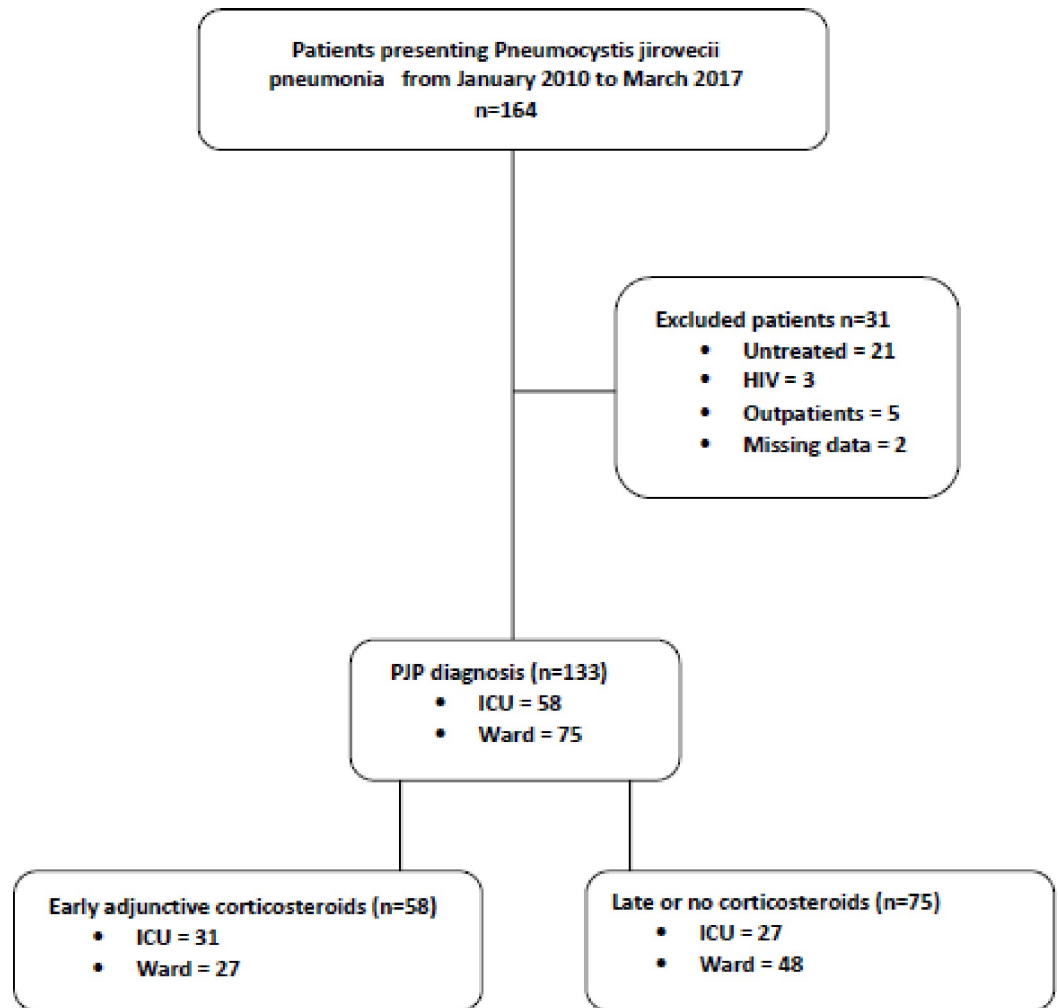 Patients presenting Pneumocystis jirovecii
pneumonia from January 2010 to March 2017
n=164
Excluded patients n=31
• Untreated = 21
• HIV = 3
• Outpatients = 5
• Missing data = 2
PJP diagnosis (n=133)
• ICU = 58
• Ward = 75
Early adjunctive corticosteroids (n=58)
• ICU = 31
• Ward = 27
Late or no corticosteroids (n=75)
• ICU = 27
• Ward = 48